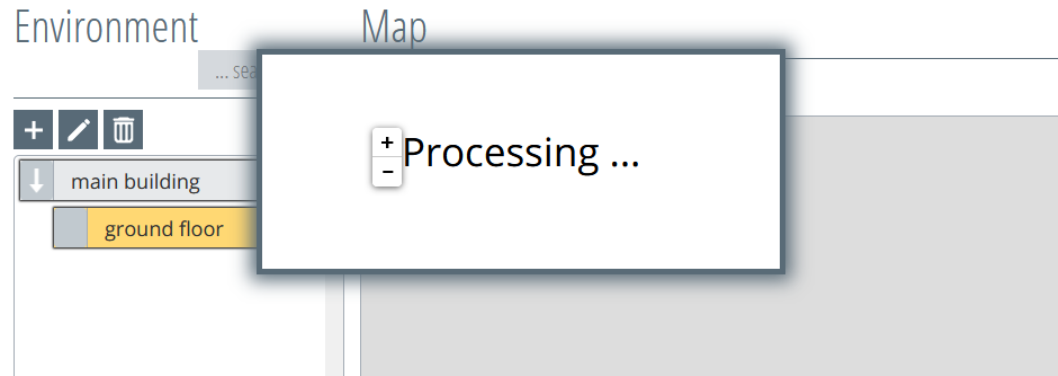 Environment
Map
... sea
+
main building
ground floor
+
−
Processing ...